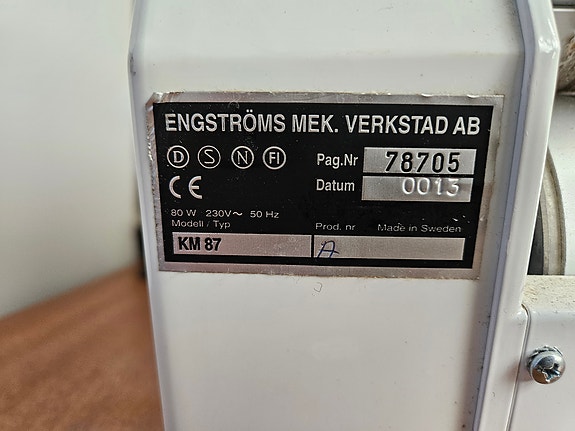 ENGSTRÖMS MEK. VERKSTAD AB
D S N FI Pag.Nr 78705
CE Datum 0013
80 W 230V~ 50 Hz
Modell / Typ Prod. nr Made in Sweden
KM 87 A